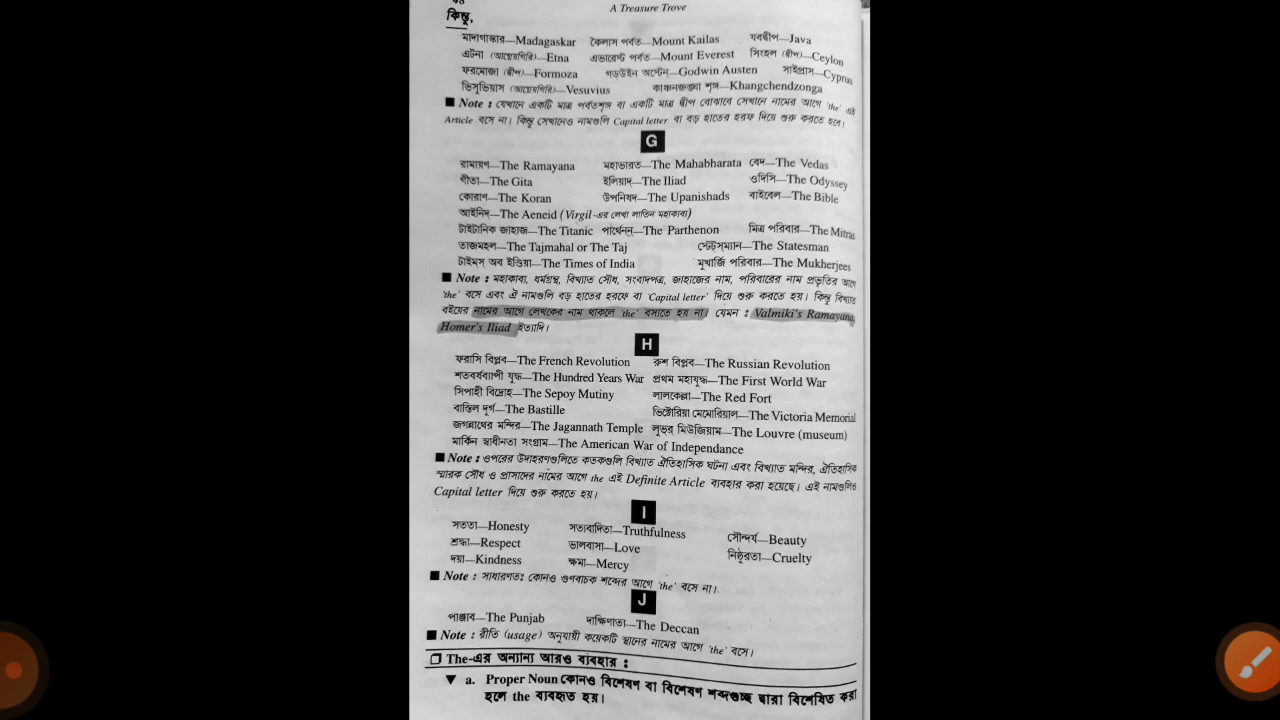 A Treasure Trove
কিন্তু,
মাদাগাস্কার—Madagaskar কৈলাস পর্বত—Mount Kailas যবদ্বীপ—Java
এটনা (আগ্নেয়গিরি)—Etna এভারেস্ট পর্বত—Mount Everest সিংহল (দ্বীপ)—Ceylon
ফরমোজা (দ্বীপ)—Formoza গডউইন অস্টেন—Godwin Austen সাইপ্রাস—Cyprus
ভিসুভিয়াস (আগ্নেয়গিরি)—Vesuvius কাঞ্চনজঙ্ঘা শৃঙ্গ—Khangchendzonga
■ Note : যেখানে একটি মাত্র পর্বতশৃঙ্গ বা একটি মাত্র দ্বীপ বোঝাবে সেখানে নামের আগে 'the' এই
Article বসে না। কিন্তু সেখানেও নামগুলি Capital letter বা বড় হাতের হরফ দিয়ে শুরু করতে হবে।
G
রামায়ণ—The Ramayana মহাভারত—The Mahabharata বেদ—The Vedas
গীতা—The Gita ইলিয়াদ—The Iliad ওদিসি—The Odyssey
কোরাণ—The Koran উপনিষদ—The Upanishads বাইবেল—The Bible
আইনিদ—The Aeneid (Virgil-এর লেখা লাতিন মহাকাব্য)
টাইটানিক জাহাজ—The Titanic পার্থেনন্—The Parthenon মিত্র পরিবার—The Mitras
তাজমহল—The Tajmahal or The Taj স্টেট্‌সম্যান—The Statesman
টাইম্‌স অব ইণ্ডিয়া—The Times of India মুখার্জি পরিবার—The Mukherjees
■ Note : মহাকাব্য, ধর্মগ্রন্থ, বিখ্যাত সৌধ, সংবাদপত্র, জাহাজের নাম, পরিবারের নাম প্রভৃতির আগে
'the' বসে এবং ঐ নামগুলি বড় হাতের হরফে বা 'Capital letter' দিয়ে শুরু করতে হয়। কিন্তু বিখ্যাত
বইয়ের নামের আগে লেখকের নাম থাকলে 'the' বসাতে হয় না। যেমন : Valmiki's Ramayana,
Homer's Iliad ইত্যাদি।
H
ফরাসি বিপ্লব—The French Revolution রুশ বিপ্লব—The Russian Revolution
শতবর্ষব্যাপী যুদ্ধ—The Hundred Years War প্রথম মহাযুদ্ধ—The First World War
সিপাহী বিদ্রোহ—The Sepoy Mutiny লালকেল্লা—The Red Fort
বাস্তিল দুর্গ—The Bastille ভিক্টোরিয়া মেমোরিয়াল—The Victoria Memorial
জগন্নাথের মন্দির—The Jagannath Temple লুভর্ মিউজিয়াম—The Louvre (museum)
মার্কিন স্বাধীনতা সংগ্রাম—The American War of Independance
■ Note : ওপরের উদাহরণগুলিতে কতকগুলি বিখ্যাত ঐতিহাসিক ঘটনা এবং বিখ্যাত মন্দির, ঐতিহাসিক
স্মারক সৌধ ও প্রাসাদের নামের আগে the এই Definite Article ব্যবহার করা হয়েছে। এই নামগুলিও
Capital letter দিয়ে শুরু করতে হয়।
I
সততা—Honesty সত্যবাদিতা—Truthfulness সৌন্দর্য—Beauty
শ্রদ্ধা—Respect ভালবাসা—Love নিষ্ঠুরতা—Cruelty
দয়া—Kindness ক্ষমা—Mercy
■ Note : সাধারণতঃ কোনও গুণবাচক শব্দের আগে 'the' বসে না।
J
পাঞ্জাব—The Punjab দাক্ষিণাত্য—The Deccan
■ Note : রীতি (usage) অনুযায়ী কয়েকটি স্থানের নামের আগে 'the' বসে।
❐ The-এর অন্যান্য আরও ব্যবহার :
▼ a. Proper Noun কোনও বিশেষণ বা বিশেষণ শব্দগুচ্ছ দ্বারা বিশেষিত করা
হলে the ব্যবহৃত হয়।